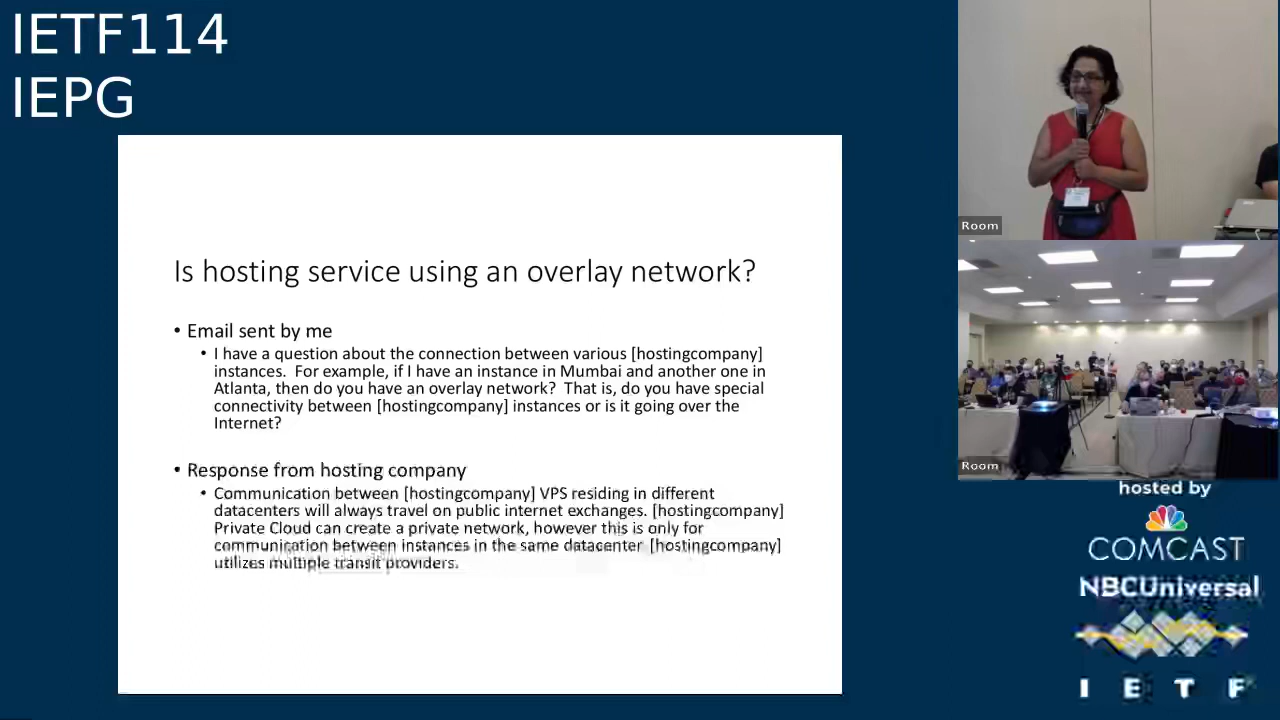 IETF114
IEPG
Is hosting service using an overlay network?
• Email sent by me
• I have a question about the connection between various [hostingcompany]
instances.  For example, if I have an instance in Mumbai and another one in
Atlanta, then do you have an overlay network?  That is, do you have special
connectivity between [hostingcompany] instances or is it going over the
Internet?
• Response from hosting company
• Communication between [hostingcompany] VPS residing in different
datacenters will always travel on public internet exchanges. [hostingcompany]
Private Cloud can create a private network, however this is only for
communication between instances in the same datacenter [hostingcompany]
utilizes multiple transit providers.
Room
Room
hosted by
COMCAST
NBCUniversal
I E T F